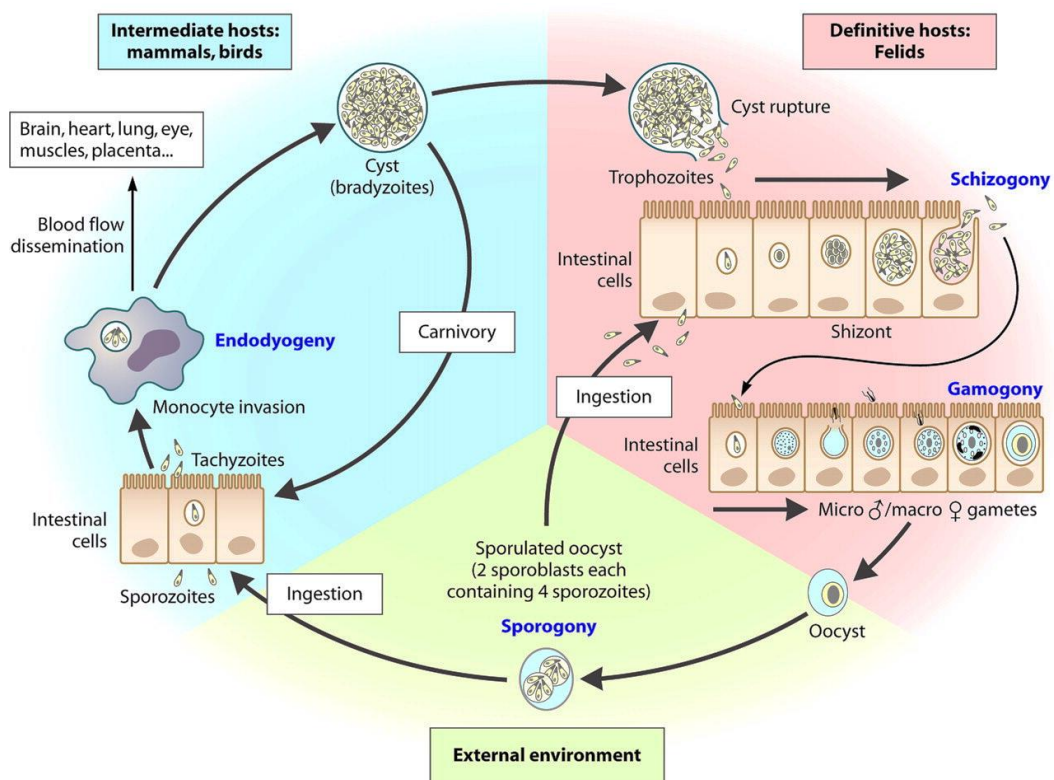 Intermediate hosts:
mammals, birds
Definitive hosts:
Felids
Brain, heart, lung, eye,
muscles, placenta...
Cyst
(bradyzoites)
Cyst rupture
Trophozoites
Schizogony
Blood flow
dissemination
Intestinal
cells
Shizont
Endodyogeny
Carnivory
Monocyte invasion
Ingestion
Gamogony
Tachyzoites
Intestinal
cells
Intestinal
cells
Micro ♂/macro ♀ gametes
Sporozoites
Ingestion
Sporulated oocyst
(2 sporoblasts each
containing 4 sporozoites)
Sporogony
Oocyst
External environment